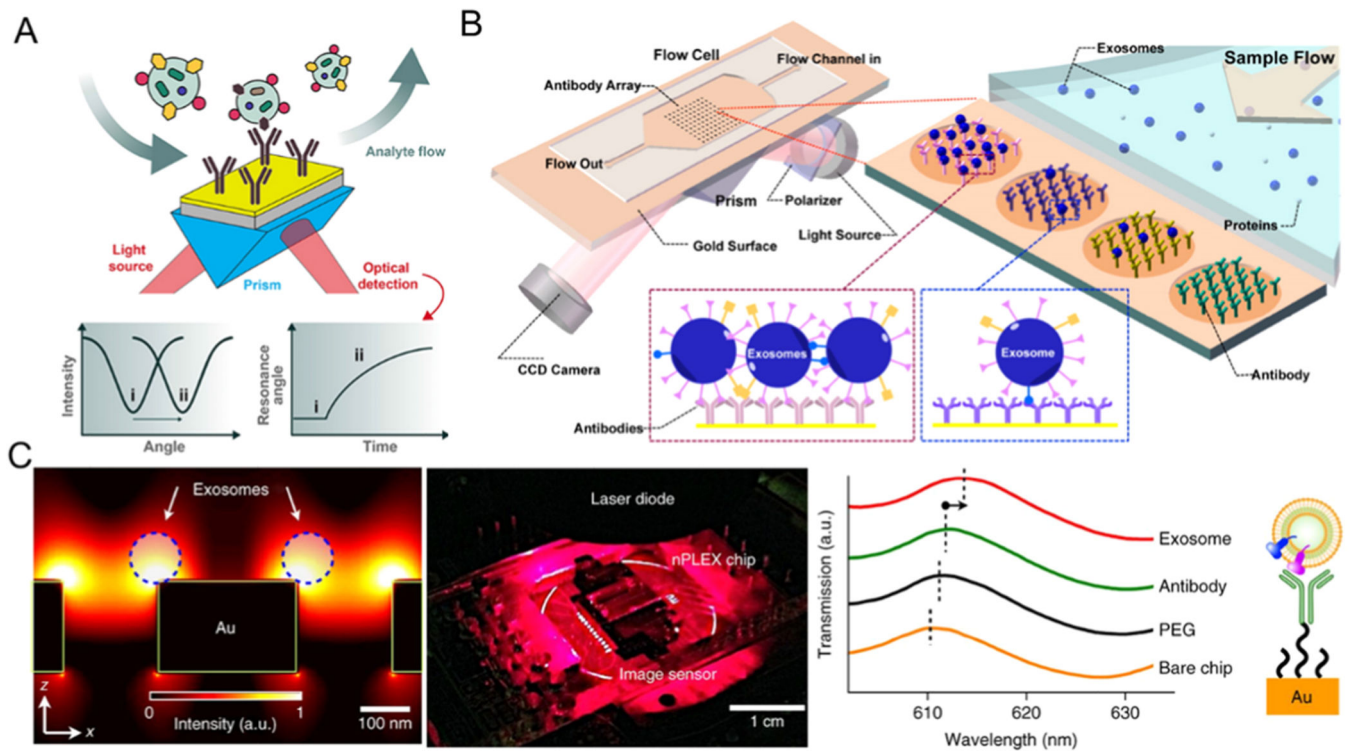 A
Analyte flow
Light
source
Prism
Optical
detection
Intensity
i
ii
Angle
Resonance
angle
i
ii
Time
B
Flow Cell
Flow Channel in
Antibody Array
Flow Out
Prism
Polarizer
Light Source
Gold Surface
CCD Camera
Exosomes
Sample Flow
Proteins
Antibody
Exosomes
Antibodies
Exosome
C
Exosomes
Au
z
x
0
1
Intensity (a.u.)
100 nm
Laser diode
nPLEX chip
Image sensor
1 cm
Transmission (a.u.)
Exosome
Antibody
PEG
Bare chip
610
620
630
Wavelength (nm)
Au